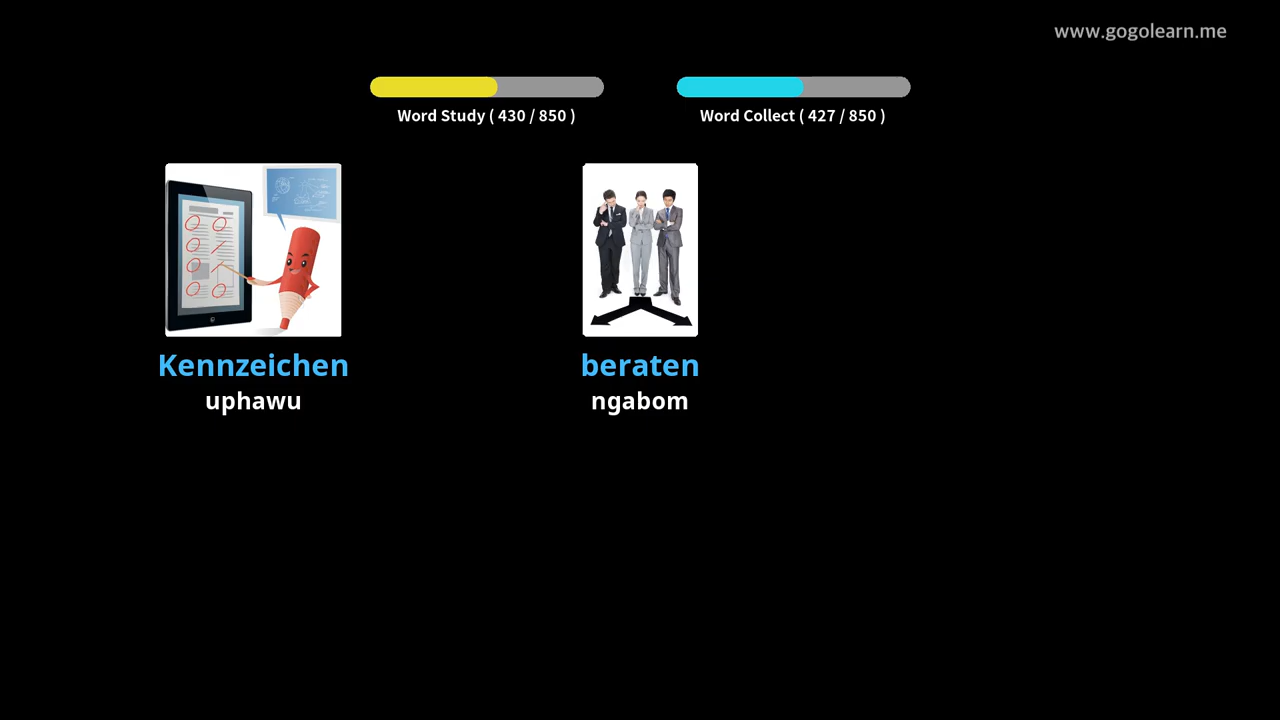 www.gogolearn.me
Word Study ( 430 / 850 )
Word Collect ( 427 / 850 )
Kennzeichen
uphawu
beraten
ngabom